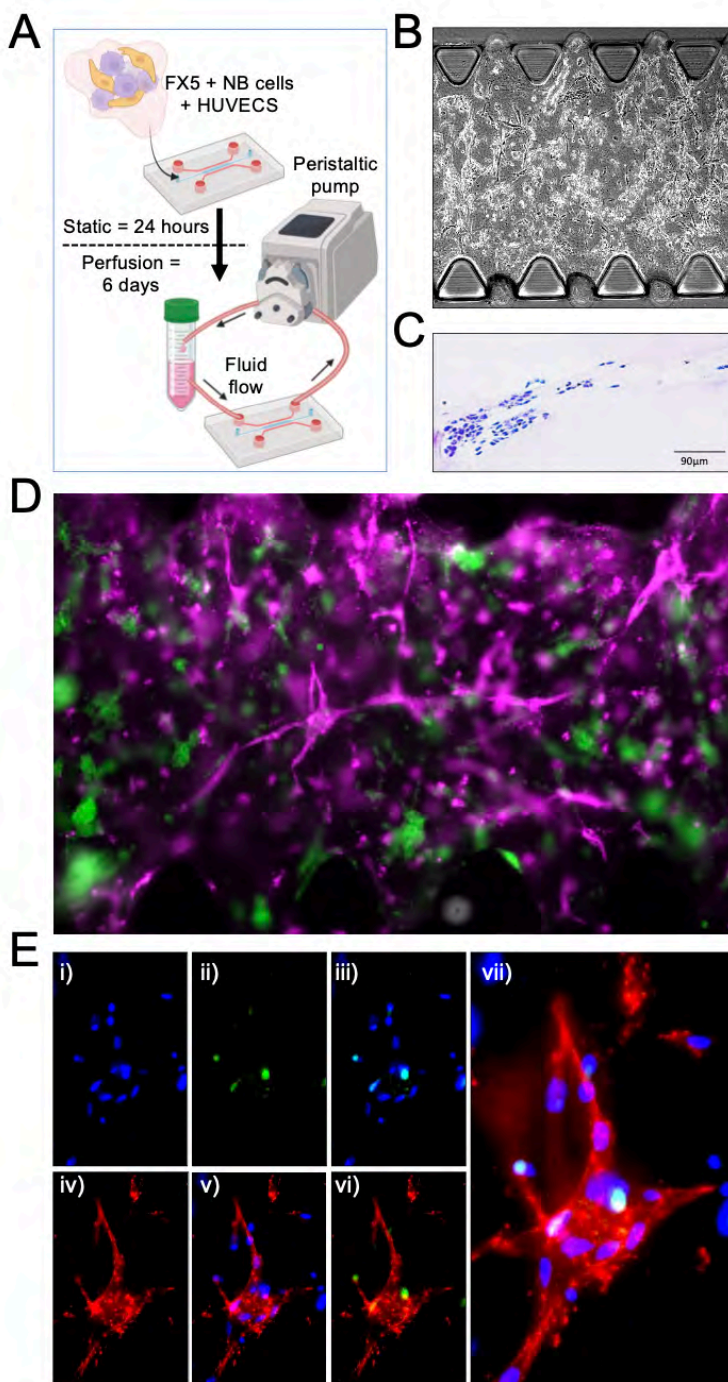 A
FX5 + NB cells
+ HUVECS
Peristaltic
pump
Static = 24 hours
Perfusion =
6 days
Fluid
flow
B
C
90µm
D
E
i)
ii)
iii)
vii)
iv)
v)
vi)